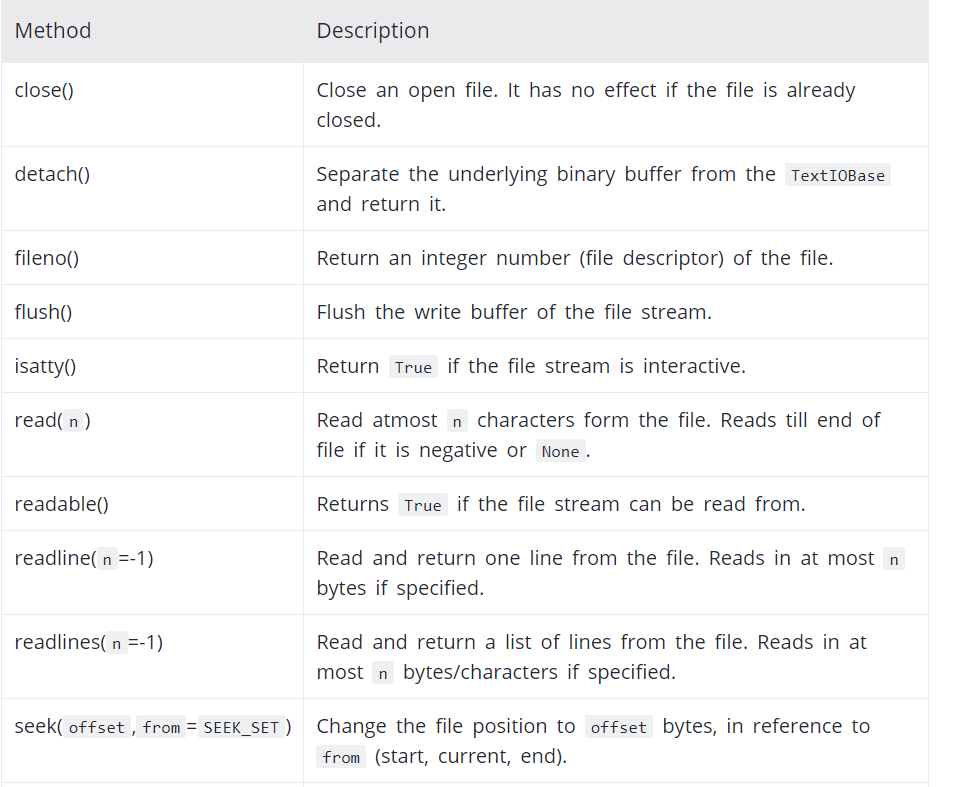 Method Description
close() Close an open file. It has no effect if the file is already
closed.
detach() Separate the underlying binary buffer from the TextIOBase
and return it.
fileno() Return an integer number (file descriptor) of the file.
flush() Flush the write buffer of the file stream.
isatty() Return True if the file stream is interactive.
read( n ) Read atmost n characters form the file. Reads till end of
file if it is negative or None .
readable() Returns True if the file stream can be read from.
readline( n =-1) Read and return one line from the file. Reads in at most n
bytes if specified.
readlines( n =-1) Read and return a list of lines from the file. Reads in at
most n bytes/characters if specified.
seek( offset , from = SEEK_SET ) Change the file position to offset bytes, in reference to
from (start, current, end).